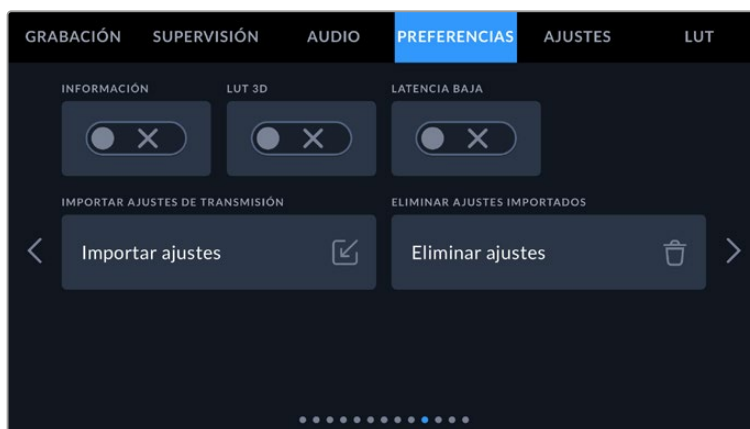 GRABACIÓN SUPERVISIÓN AUDIO PREFERENCIAS AJUSTES LUT
INFORMACIÓN LUT 3D LATENCIA BAJA
IMPORTAR AJUSTES DE TRANSMISIÓN ELIMINAR AJUSTES IMPORTADOS
Importar ajustes Eliminar ajustes